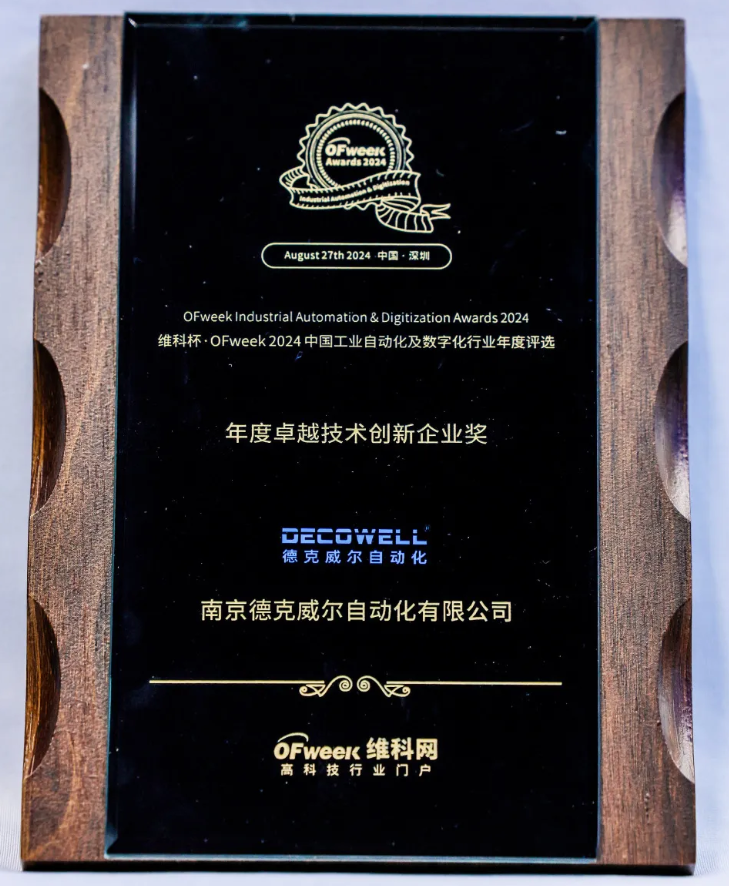 OFweek
Awards 2024
Industrial Automation & Digitization
August 27th 2024 中国·深圳
OFweek Industrial Automation & Digitization Awards 2024
维科杯·OFweek 2024 中国工业自动化及数字化行业年度评选
年度卓越技术创新企业奖
DECOWELL
德克威尔自动化
南京德克威尔自动化有限公司
OFweek 维科网
高科技行业门户